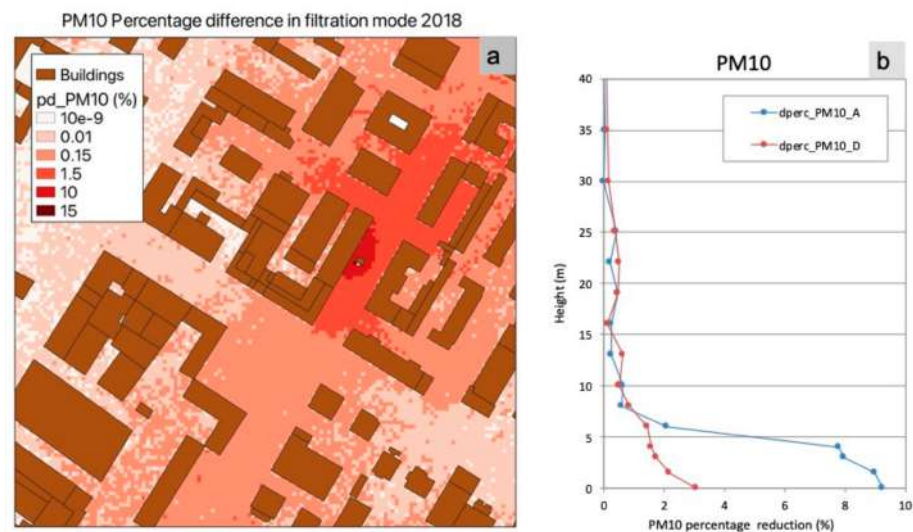 PM10 Percentage difference in filtration mode 2018
a
Buildings
pd_PM10 (%)
10e-9
0.01
0.15
1.5
10
15
b
PM10
40
35
30
25
20
15
10
5
0
Height (m)
dperc_PM10_A
dperc_PM10_D
0 2 4 6 8 10
PM10 percentage reduction (%)